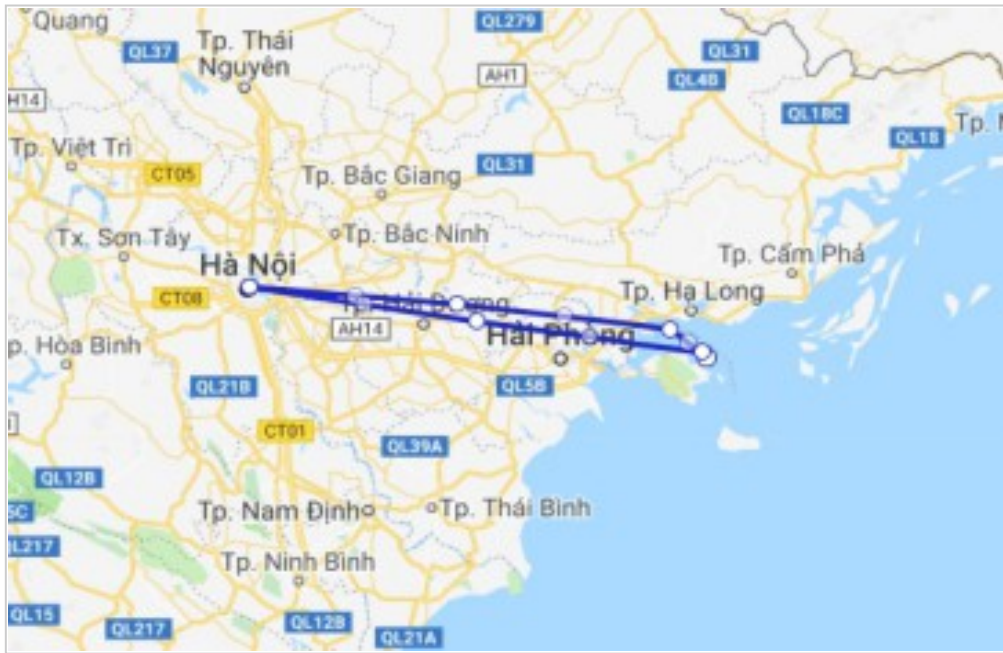 Quang
QL279
Tp. Thái
Nguyên
QL37
QL31
AH1
QL4B
H14
QL18C
Tp. Việt Trì
QL18
CT05
QL31
Tp. Bắc Giang
Tx. Sơn Tây
Tp. Bắc Ninh
Tp. Cẩm Phả
Hà Nội
CT08
Tp. Hạ Long
AH14
Hải Phòng
p. Hòa Bình
QL21B
QL5B
CT01
QL39A
QL12B
5C
Tp. Nam Định
Tp. Thái Bình
QL217
Tp. Ninh Bình
QL15
QL217
QL12B
QL21A